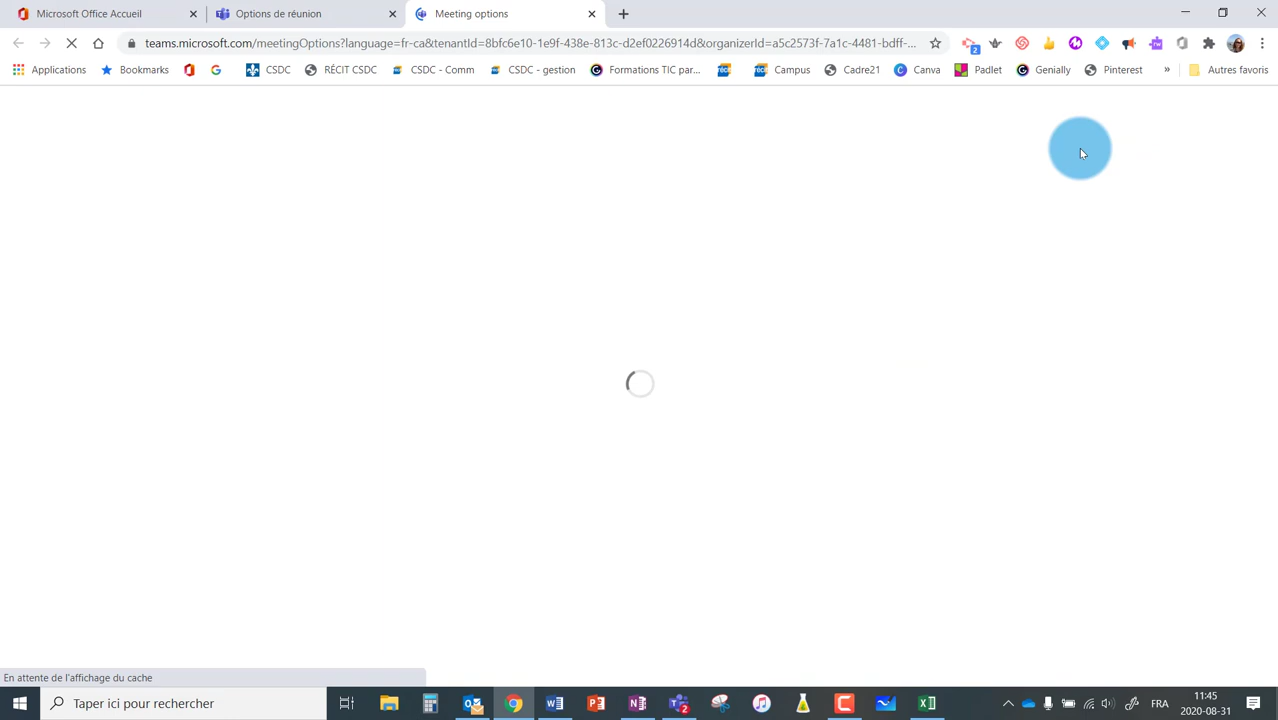 Microsoft Office Accueil
Options de réunion
Meeting options
teams.microsoft.com/meetingOptions?language=fr-ca&tenantId=8bfc6e10-1e9f-438e-813c-d2ef0226914d&organizerId=a5c2573f-7a1c-4481-bdff-...
2
TW
Applications
Bookmarks
CSDC
RÉCIT CSDC
CSDC - Comm
CSDC - gestion
Formations TIC par...
Campus
Cadre21
Canva
Padlet
Genially
Pinterest
»
Autres favoris
En attente de l'affichage du cache
Taper ici pour rechercher
2
FRA
11:45
2020-08-31